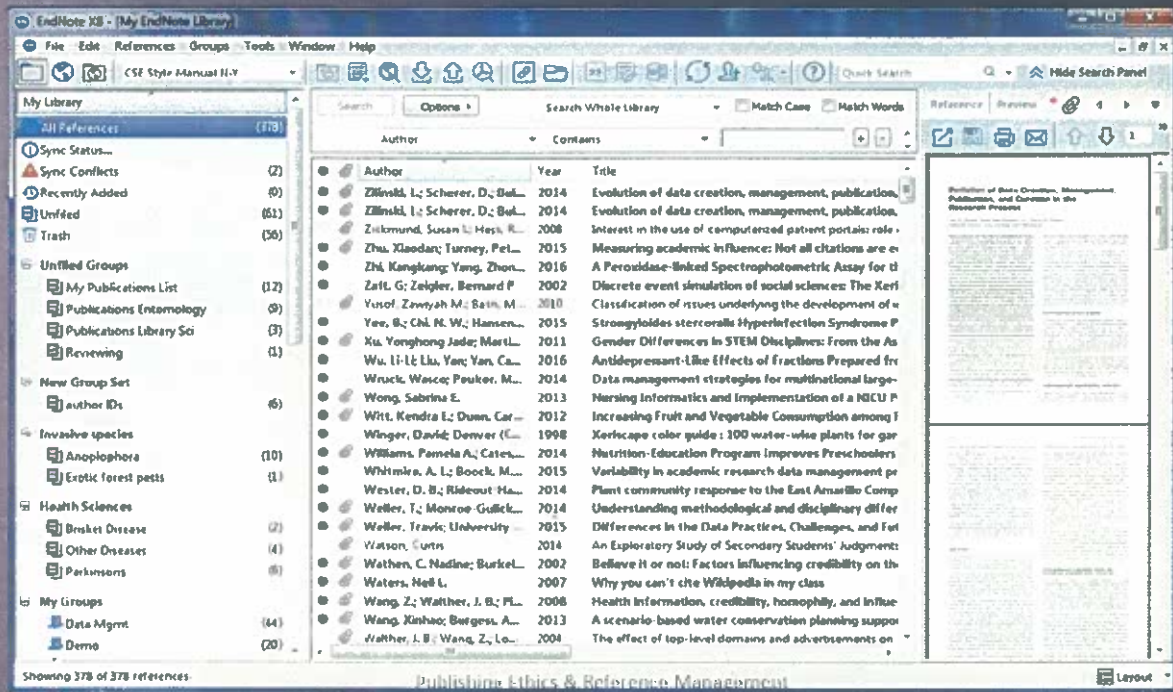 EndNote X8 - [My EndNote Library]
File Edit References Groups Tools Window Help
CSE Style Manual N-Y
Quick Search
Hide Search Panel
My Library
All References (378)
Sync Status...
Sync Conflicts (2)
Recently Added (0)
Unfiled (61)
Trash (56)
Unfiled Groups
My Publications List (12)
Publications Entomology (9)
Publications Library Sci (3)
Reviewing (1)
New Group Set
author IDs (6)
Invasive species
Anoplophora (10)
Exotic forest pests (1)
Health Sciences
Brisket Disease (2)
Other Diseases (4)
Parkinsons (6)
My Groups
Data Mgmt (44)
Demo (20)
Search Options Search Whole Library Match Case Match Words
Author Contains
Author Year Title
Zilinski, L.; Scherer, D.; Bul... 2014 Evolution of data creation, management, publication,
Zilinski, L.; Scherer, D.; Bul... 2014 Evolution of data creation, management, publication,
Zickmund, Susan L; Hess, R... 2008 Interest in the use of computerized patient portals: role
Zhu, Xiaodan; Turney, Pet... 2015 Measuring academic influence: Not all citations are e
Zhi, Kangkang; Yang, Zhon... 2016 A Peroxidase-linked Spectrophotometric Assay for th
Zaft, G; Zeigler, Bernard P 2002 Discrete event simulation of social sciences: The Xeri
Yusof, Zawiyah M.; Basri, M... 2010 Classification of issues underlying the development of
Yee, B.; Chi, N. W.; Hansen... 2015 Strongyloides stercoralis Hyperinfection Syndrome P
Xu, Yonghong Jade; Marti... 2011 Gender Differences in STEM Disciplines: From the As
Wu, Li-Li; Liu, Yan; Yan, Ca... 2016 Antidepressant-Like Effects of Fractions Prepared fr
Wruck, Wasco; Peuker, M... 2014 Data management strategies for multinational large-
Wong, Sabrina E. 2013 Nursing Informatics and Implementation of a NICU P
Witt, Kendra E.; Dunn, Car... 2012 Increasing Fruit and Vegetable Consumption among
Winger, David; Denver (C... 1998 Xeriscape color guide : 100 water-wise plants for gar
Williams, Pamela A.; Cates,... 2014 Nutrition-Education Program Improves Preschoolers
Whitmire, A. L.; Boock, M.... 2015 Variability in academic research data management pr
Wester, D. B.; Rideout-Ha... 2014 Plant community response to the East Amarillo Comp
Weller, T.; Monroe-Gulick... 2014 Understanding methodological and disciplinary differ
Weller, Travis; University 2015 Differences in the Data Practices, Challenges, and Fut
Watson, Curtis 2014 An Exploratory Study of Secondary Students' Judgments
Wathen, C. Nadine; Burkel... 2002 Believe it or not: Factors influencing credibility on the
Waters, Neil L. 2007 Why you can't cite Wikipedia in my class
Wang, Z.; Walther, J. B.; Pi... 2008 Health information, credibility, homophily, and influe
Wang, Xinhao; Burgess, A... 2013 A scenario-based water conservation planning suppo
Walther, J. B.; Wang, Z.; Lo... 2004 The effect of top-level domains and advertisements on
Reference Preview
1
Evolution of Data Creation, Management,
Publication, and Curation in the
Research Process
Showing 378 of 378 references
Layout
Publishing Ethics & Reference Management